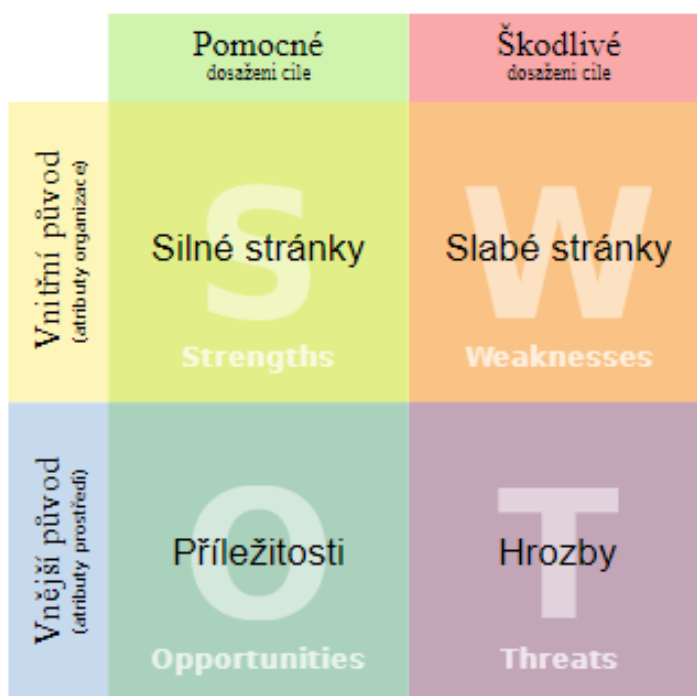 Pomocné
dosažení cíle
Škodlivé
dosažení cíle
Vnitřní původ
(atributy organizace)
S
Silné stránky
Strengths
W
Slabé stránky
Weaknesses
Vnější původ
(atributy prostředí)
O
Příležitosti
Opportunities
T
Hrozby
Threats